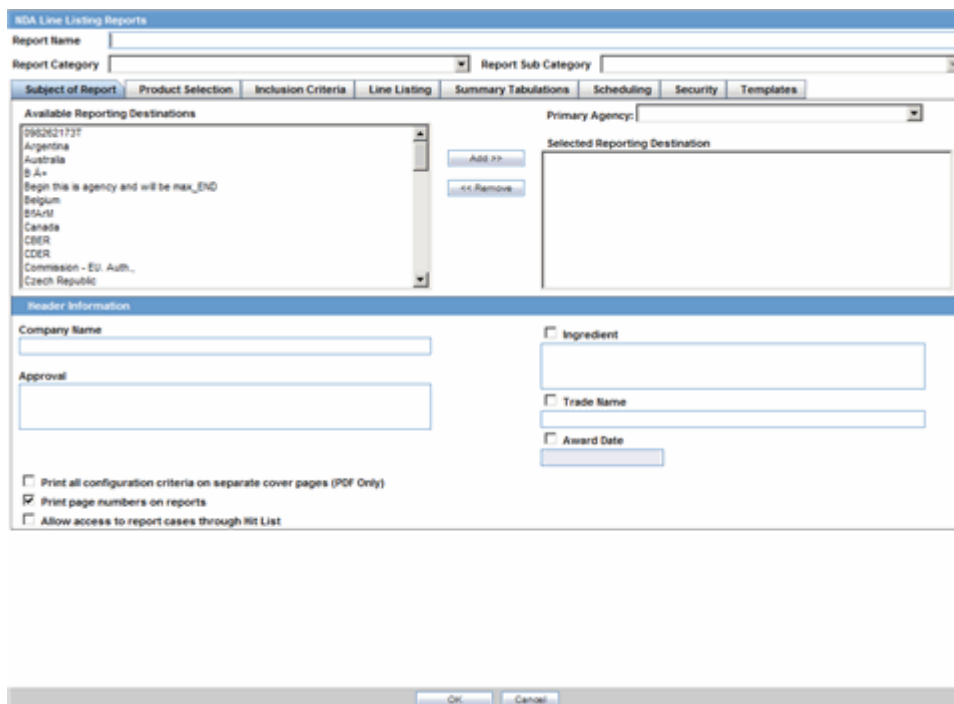 NDA Line Listing Reports
Report Name
Report Category
Report Sub Category
Subject of Report
Product Selection
Inclusion Criteria
Line Listing
Summary Tabulations
Scheduling
Security
Templates
Available Reporting Destinations
098262173T
Argentina
Australia
B A+
Begin this is agency and will be max_END
Belgium
BfArM
Canada
CBER
CDER
Commission - EU. Auth.,
Czech Republic
Add >>
<< Remove
Primary Agency:
Selected Reporting Destination
Header Information
Company Name
Approval
Ingredient
Trade Name
Award Date
Print all configuration criteria on separate cover pages (PDF Only)
Print page numbers on reports
Allow access to report cases through Hit List
OK
Cancel